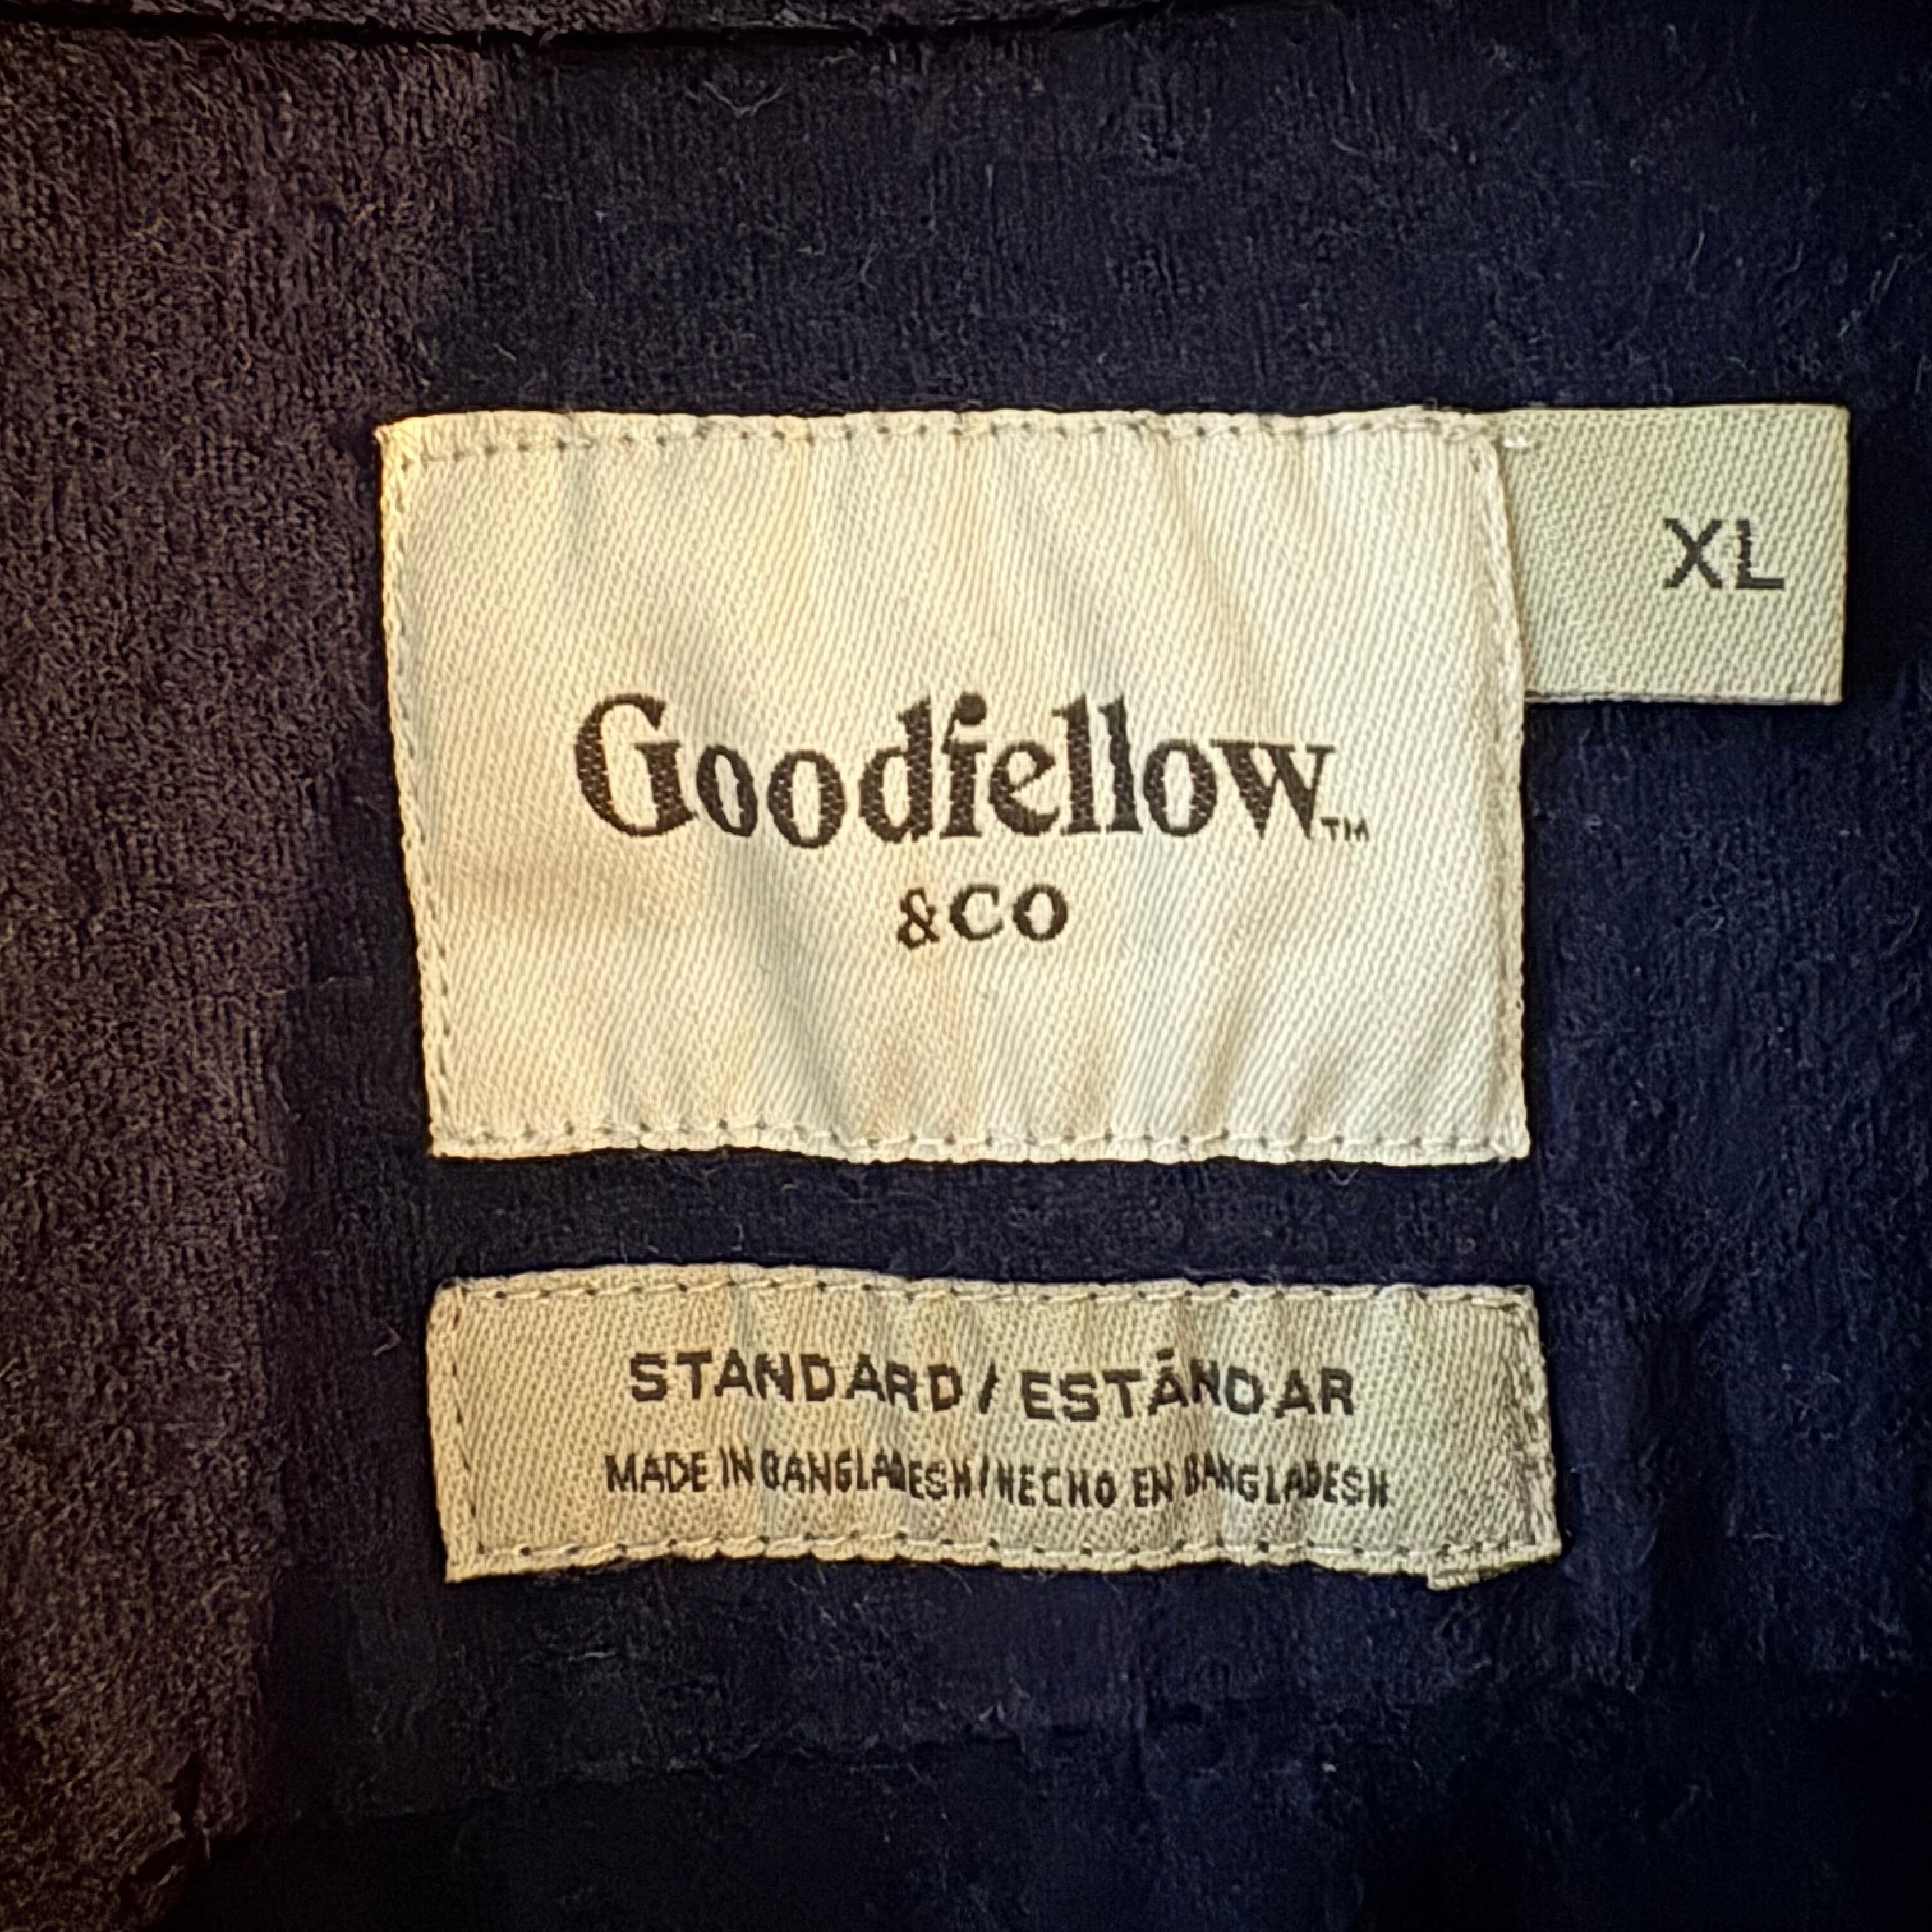 XL
Goodfellow™
&CO
STANDARD / ESTÁNDAR
MADE IN BANGLADESH / HECHO EN BANGLADESH